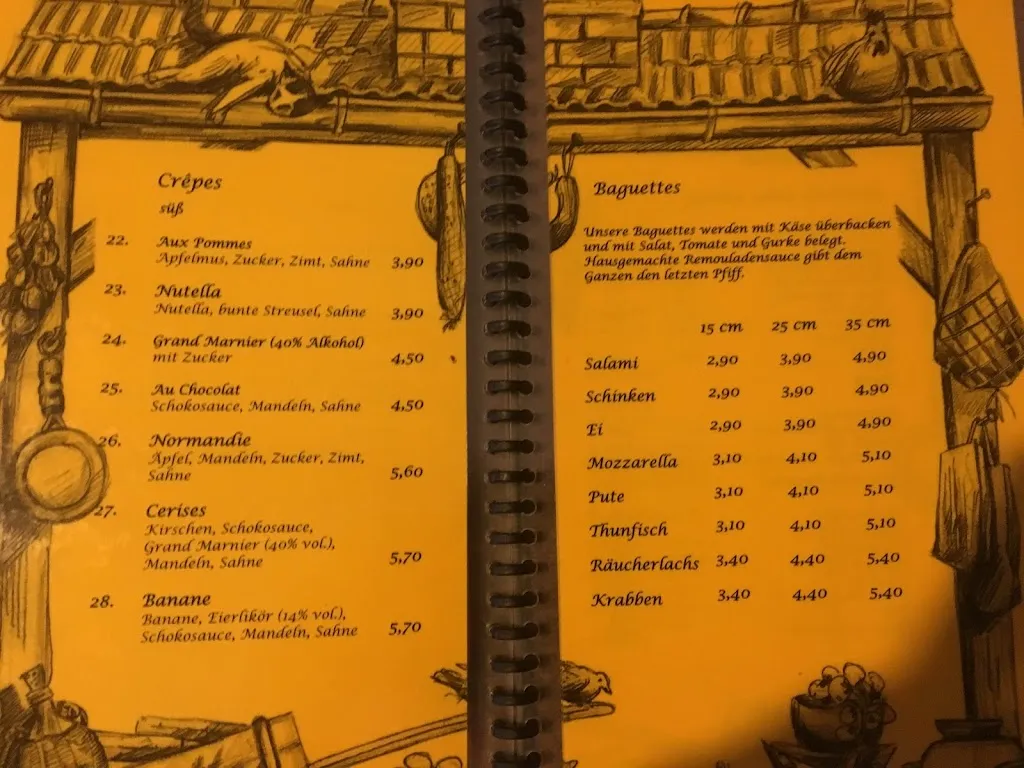 Crêpes
süß
22. Aux Pommes
Apfelmus, Zucker, Zimt, Sahne 3,90
23. Nutella
Nutella, bunte Streusel, Sahne 3,90
24. Grand Marnier (40% Alkohol)
mit Zucker 4,50
25. Au Chocolat
Schokosauce, Mandeln, Sahne 4,50
26. Normandie
Äpfel, Mandeln, Zucker, Zimt,
Sahne 5,60
27. Cerises
Kirschen, Schokosauce,
Grand Marnier (40% vol.),
Mandeln, Sahne 5,70
28. Banane
Banane, Eierlikör (14% vol.),
Schokosauce, Mandeln, Sahne 5,70
Baguettes
Unsere Baguettes werden mit Käse überbacken
und mit Salat, Tomate und Gurke belegt.
Hausgemachte Remouladensauce gibt dem
Ganzen den letzten Pfiff.
15 cm 25 cm 35 cm
Salami 2,90 3,90 4,90
Schinken 2,90 3,90 4,90
Ei 2,90 3,90 4,90
Mozzarella 3,10 4,10 5,10
Pute 3,10 4,10 5,10
Thunfisch 3,10 4,10 5,10
Räucherlachs 3,40 4,40 5,40
Krabben 3,40 4,40 5,40